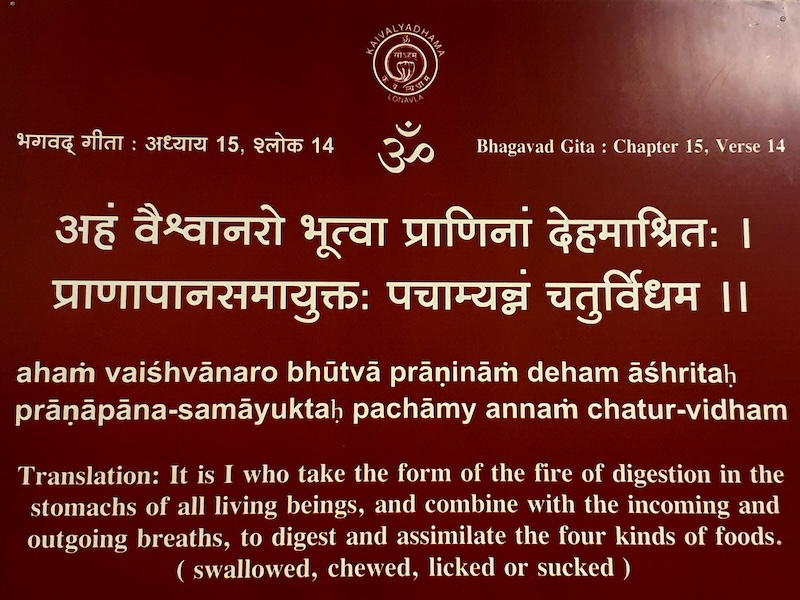 KAIVALYADHAMA
ॐ
LONAVLA
भगवद् गीता : अध्याय 15, श्लोक 14
ॐ
Bhagavad Gita : Chapter 15, Verse 14
अहं वैश्वानरो भूत्वा प्राणिनां देहमाश्रितः ।
प्राणापानसमायुक्तः पचाम्यन्नं चतुर्विधम ।।
ahaṁ vaiśhvānaro bhūtvā prāṇināṁ deham āśhritaḥ
prāṇāpāna-samāyuktaḥ pachāmy annaṁ chatur-vidham
Translation: It is I who take the form of the fire of digestion in the
stomachs of all living beings, and combine with the incoming and
outgoing breaths, to digest and assimilate the four kinds of foods.
( swallowed, chewed, licked or sucked )